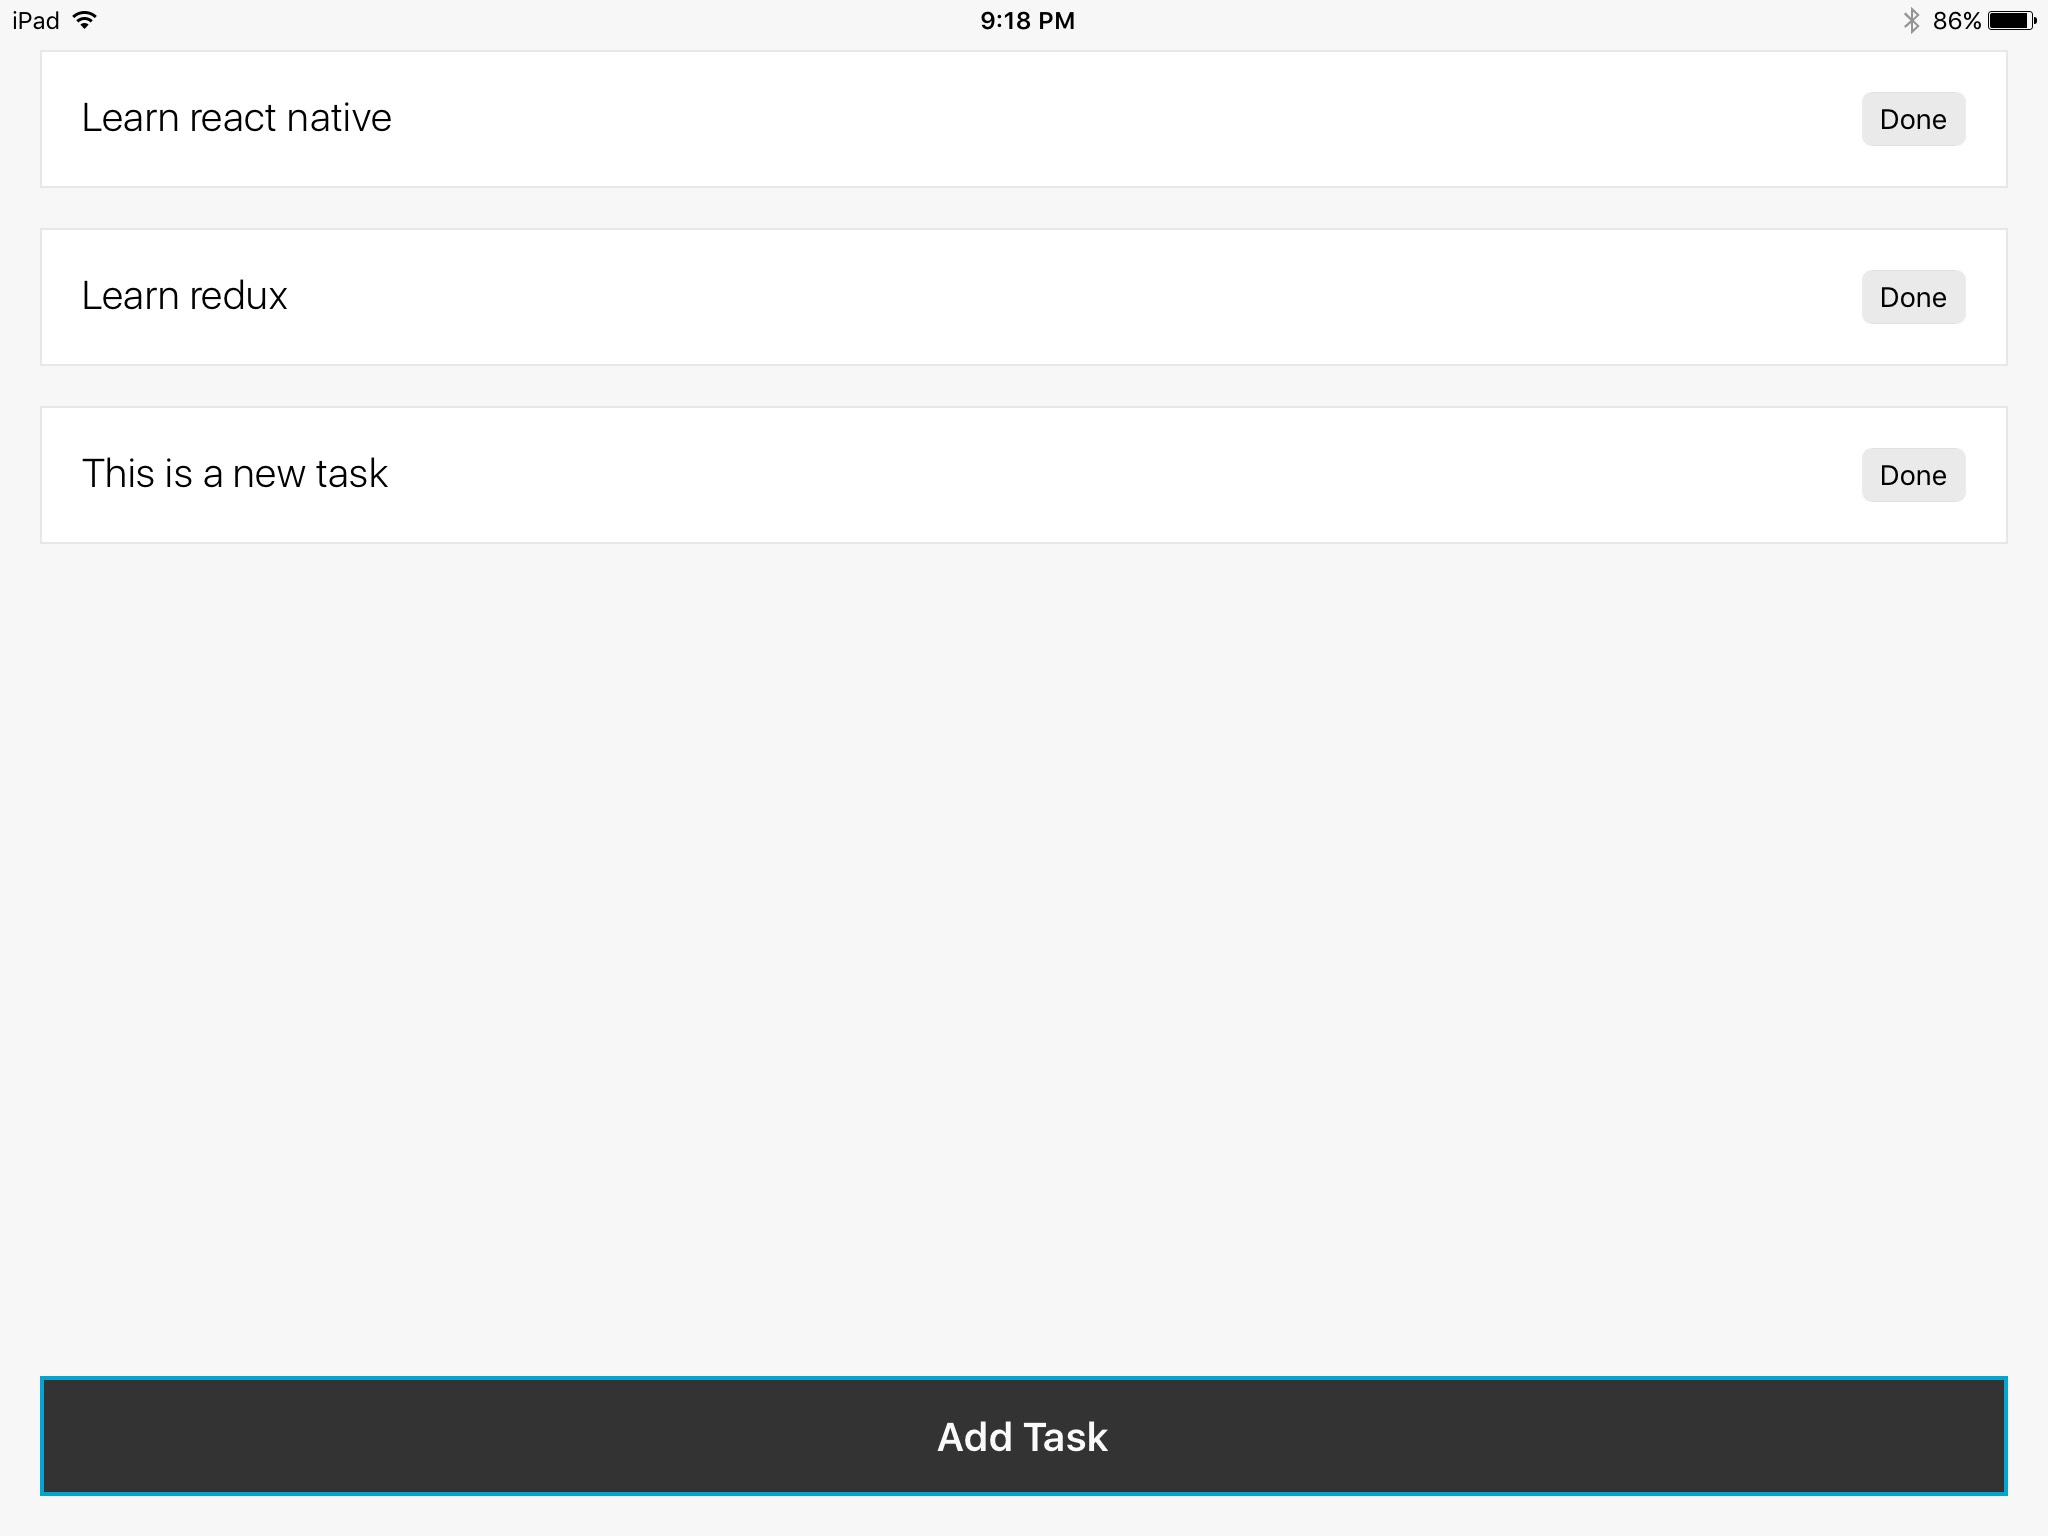 iPad 9:18 PM 86%
Learn react native Done
Learn redux Done
This is a new task Done
Add Task